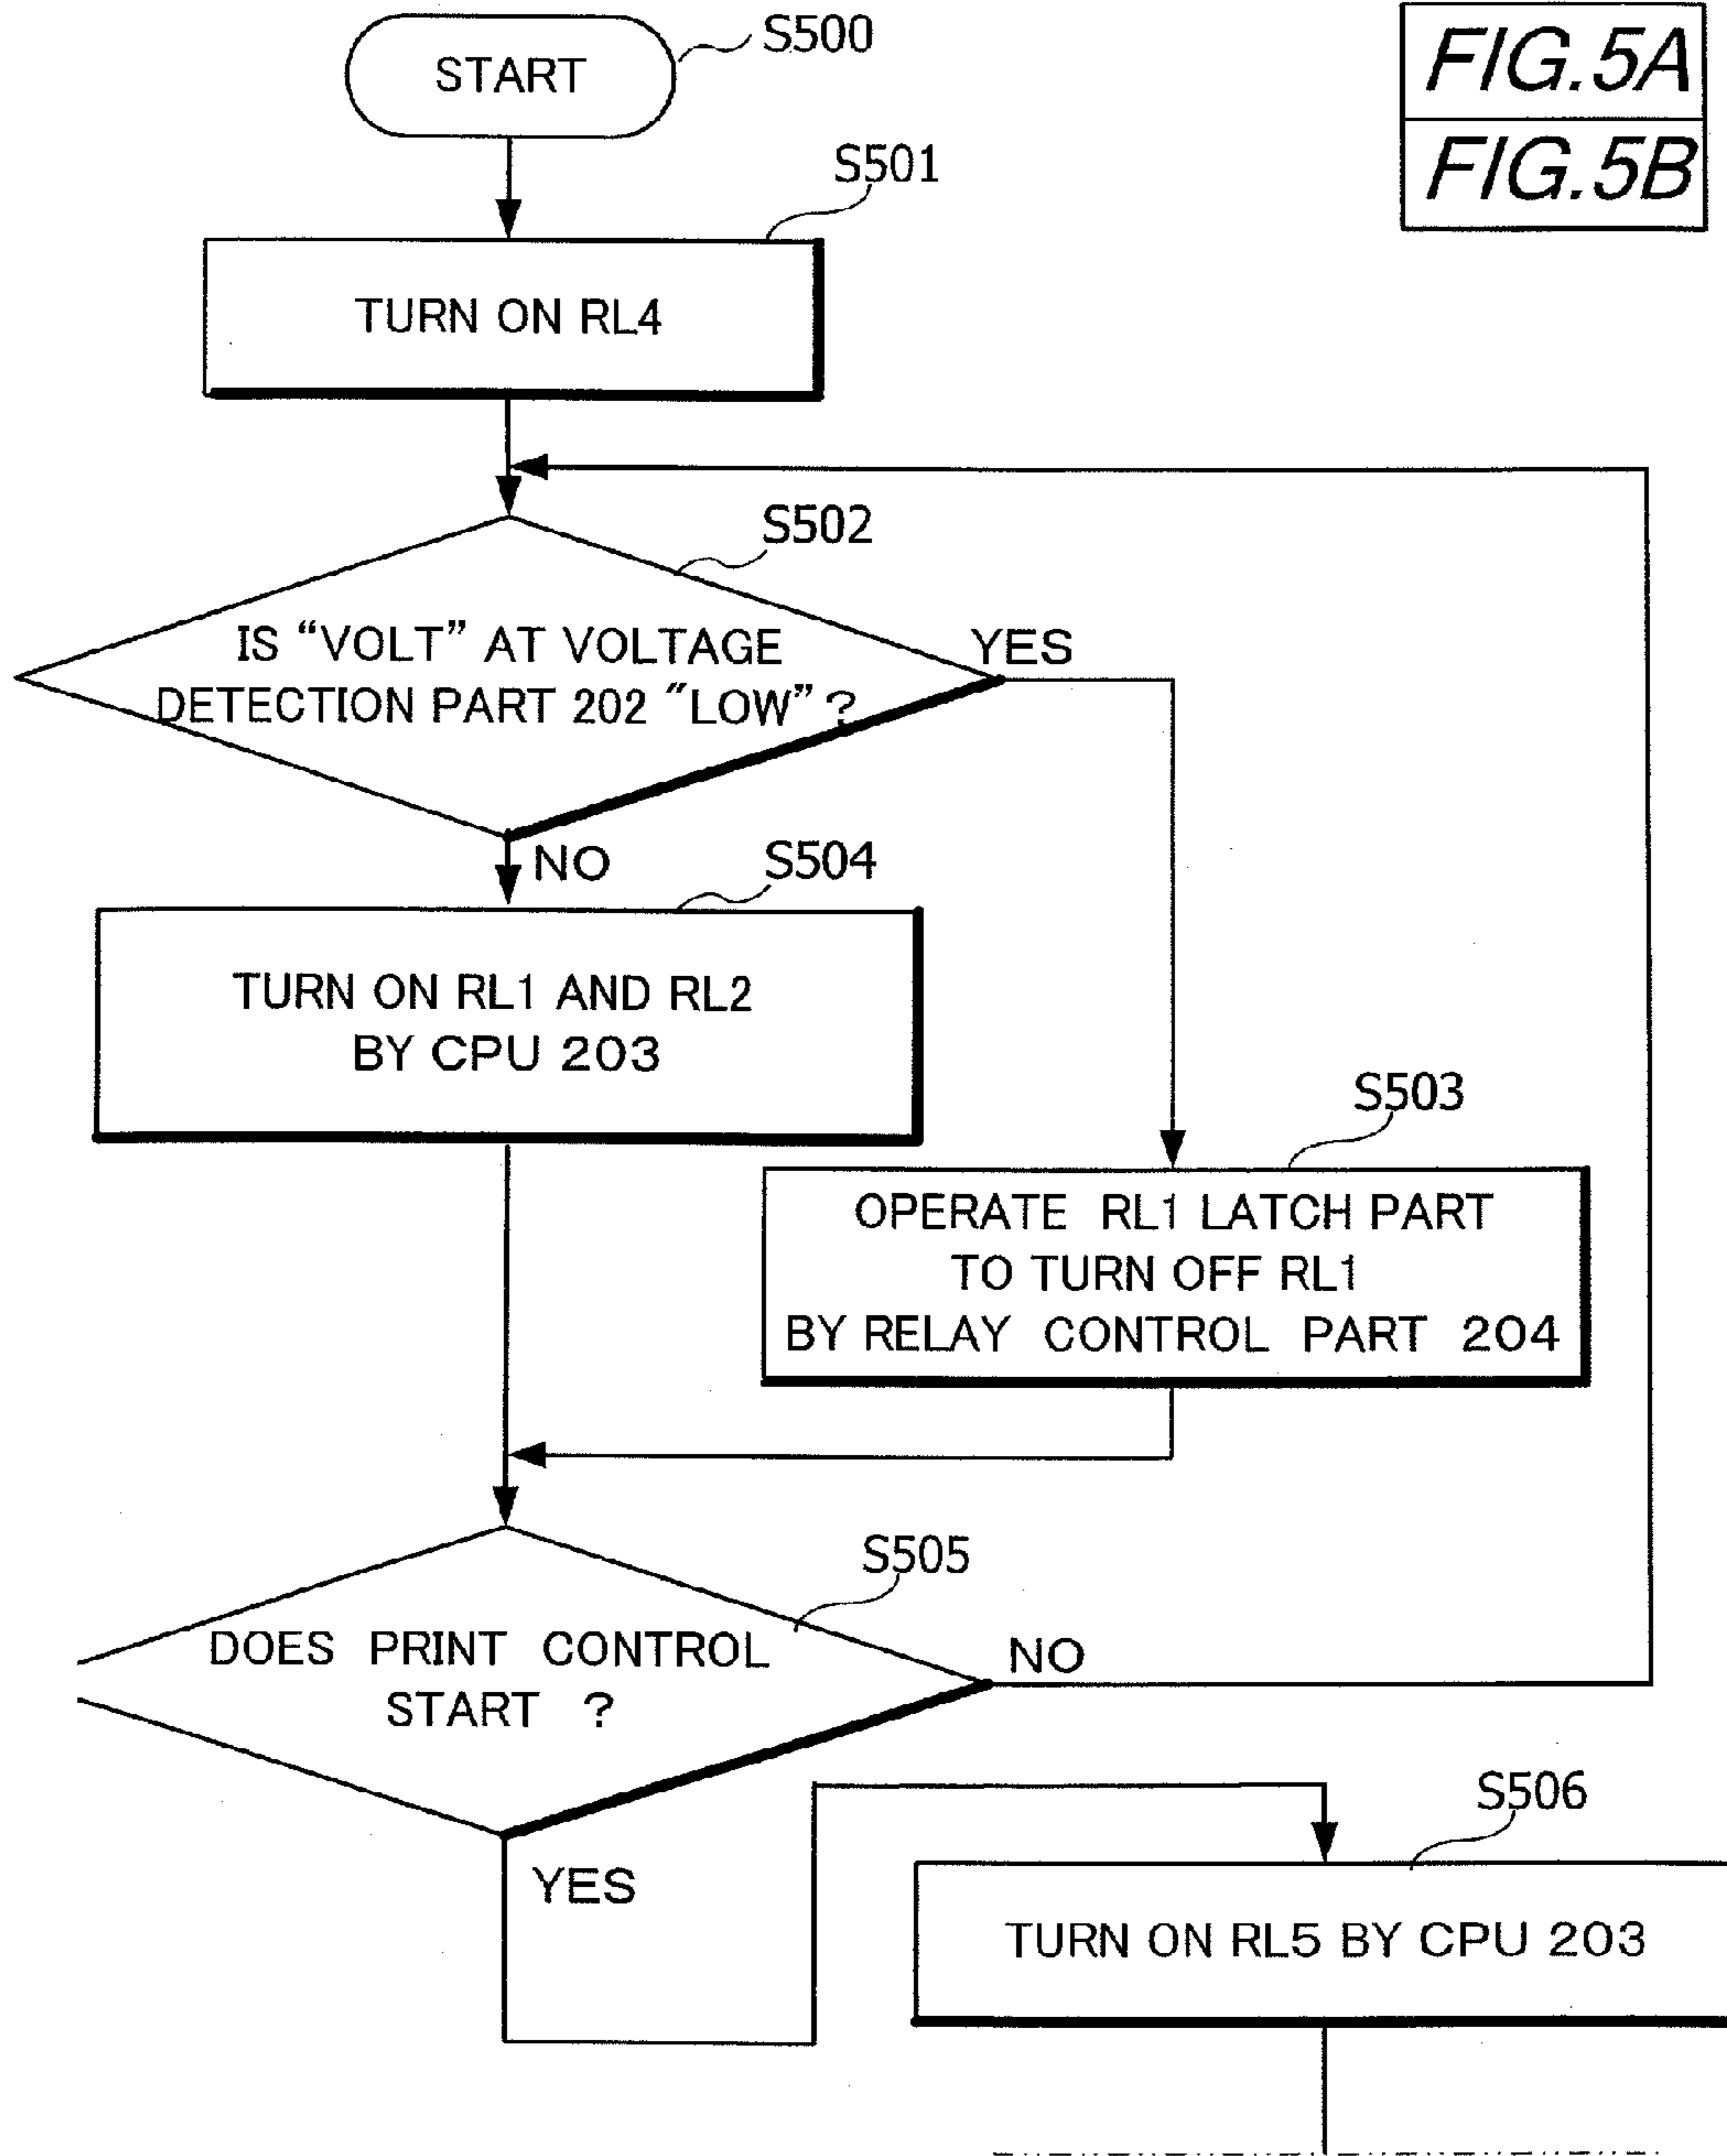 FIG.5A
FIG.5B
S500
START
S501
TURN ON RL4
S502
IS “VOLT” AT VOLTAGE
DETECTION PART 202 ”LOW” ?
YES
NO
S504
TURN ON RL1 AND RL2
BY CPU 203
S503
OPERATE RL1 LATCH PART
TO TURN OFF RL1
BY RELAY CONTROL PART 204
S505
DOES PRINT CONTROL
START ?
NO
YES
S506
TURN ON RL5 BY CPU 203